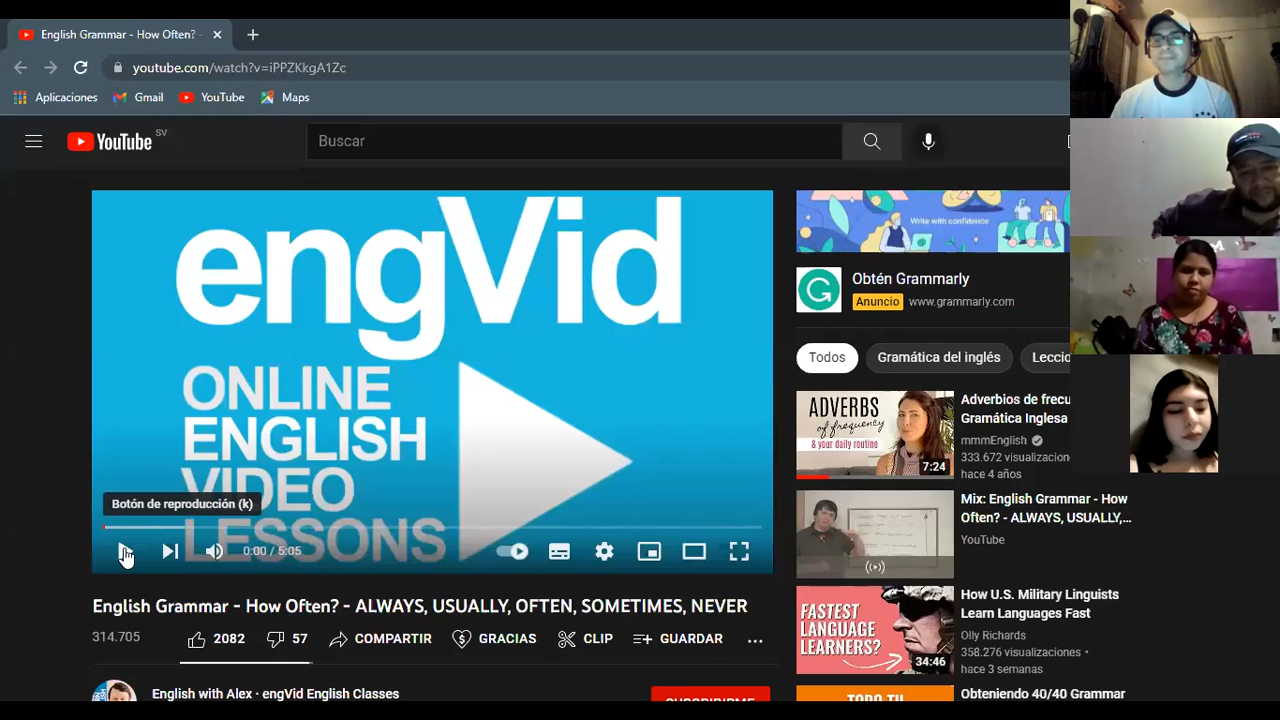 English Grammar - How Often? -
youtube.com/watch?v=iPPZKkgA1Zc
Aplicaciones
Gmail
YouTube
Maps
YouTube SV
Buscar
engVid
ONLINE
ENGLISH
VIDEO
LESSONS
Botón de reproducción (k)
0:00 / 5:05
English Grammar - How Often? - ALWAYS, USUALLY, OFTEN, SOMETIMES, NEVER
314.705
2082
57
COMPARTIR
GRACIAS
CLIP
GUARDAR
English with Alex · engVid English Classes
SUSCRIBIRME
Write with confidence
Obtén Grammarly
Anuncio
www.grammarly.com
Todos
Gramática del inglés
Leccio
ADVERBS
of frequency
& your daily routine
7:24
Adverbios de frecu
Gramática Inglesa
mmmEnglish
333.672 visualizacion
hace 4 años
Mix: English Grammar - How
Often? - ALWAYS, USUALLY,...
YouTube
FASTEST
LANGUAGE
LEARNERS?
34:46
How U.S. Military Linguists
Learn Languages Fast
Olly Richards
358.276 visualizaciones •
hace 3 semanas
TODO TU
Obteniendo 40/40 Grammar